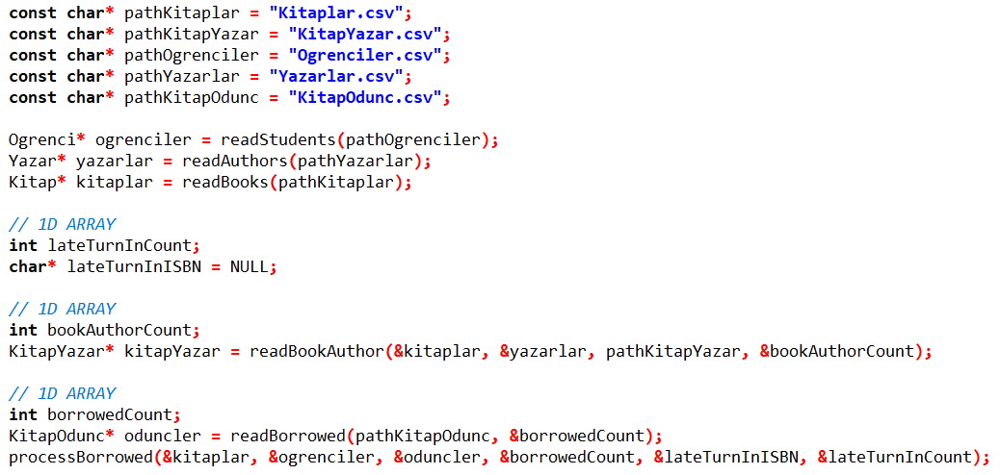 const char* pathKitaplar = "Kitaplar.csv";
const char* pathKitapYazar = "KitapYazar.csv";
const char* pathOgrenciler = "Ogrenciler.csv";
const char* pathYazarlar = "Yazarlar.csv";
const char* pathKitapOdunc = "KitapOdunc.csv";
Ogrenci* ogrenciler = readStudents(pathOgrenciler);
Yazar* yazarlar = readAuthors(pathYazarlar);
Kitap* kitaplar = readBooks(pathKitaplar);
// 1D ARRAY
int lateTurnInCount;
char* lateTurnInISBN = NULL;
// 1D ARRAY
int bookAuthorCount;
KitapYazar* kitapYazar = readBookAuthor(&kitaplar, &yazarlar, pathKitapYazar, &bookAuthorCount);
// 1D ARRAY
int borrowedCount;
KitapOdunc* oduncler = readBorrowed(pathKitapOdunc, &borrowedCount);
processBorrowed(&kitaplar, &ogrenciler, &oduncler, &borrowedCount, &lateTurnInISBN, &lateTurnInCount);